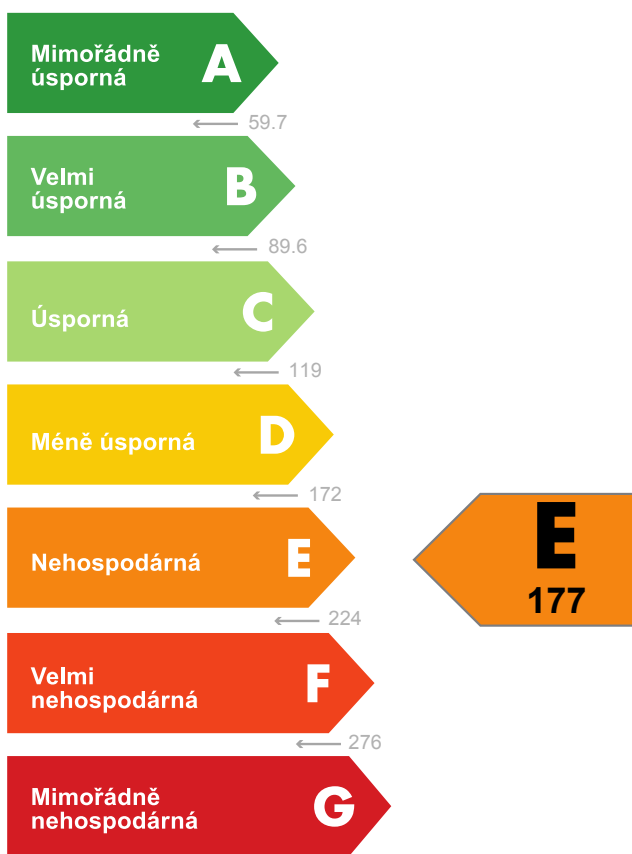 Mimořádně
úsporná
A
← 59.7
Velmi
úsporná
B
← 89.6
Úsporná
C
← 119
Méně úsporná
D
← 172
Nehospodárná
E
E
177
← 224
Velmi
nehospodárná
F
← 276
Mimořádně
nehospodárná
G